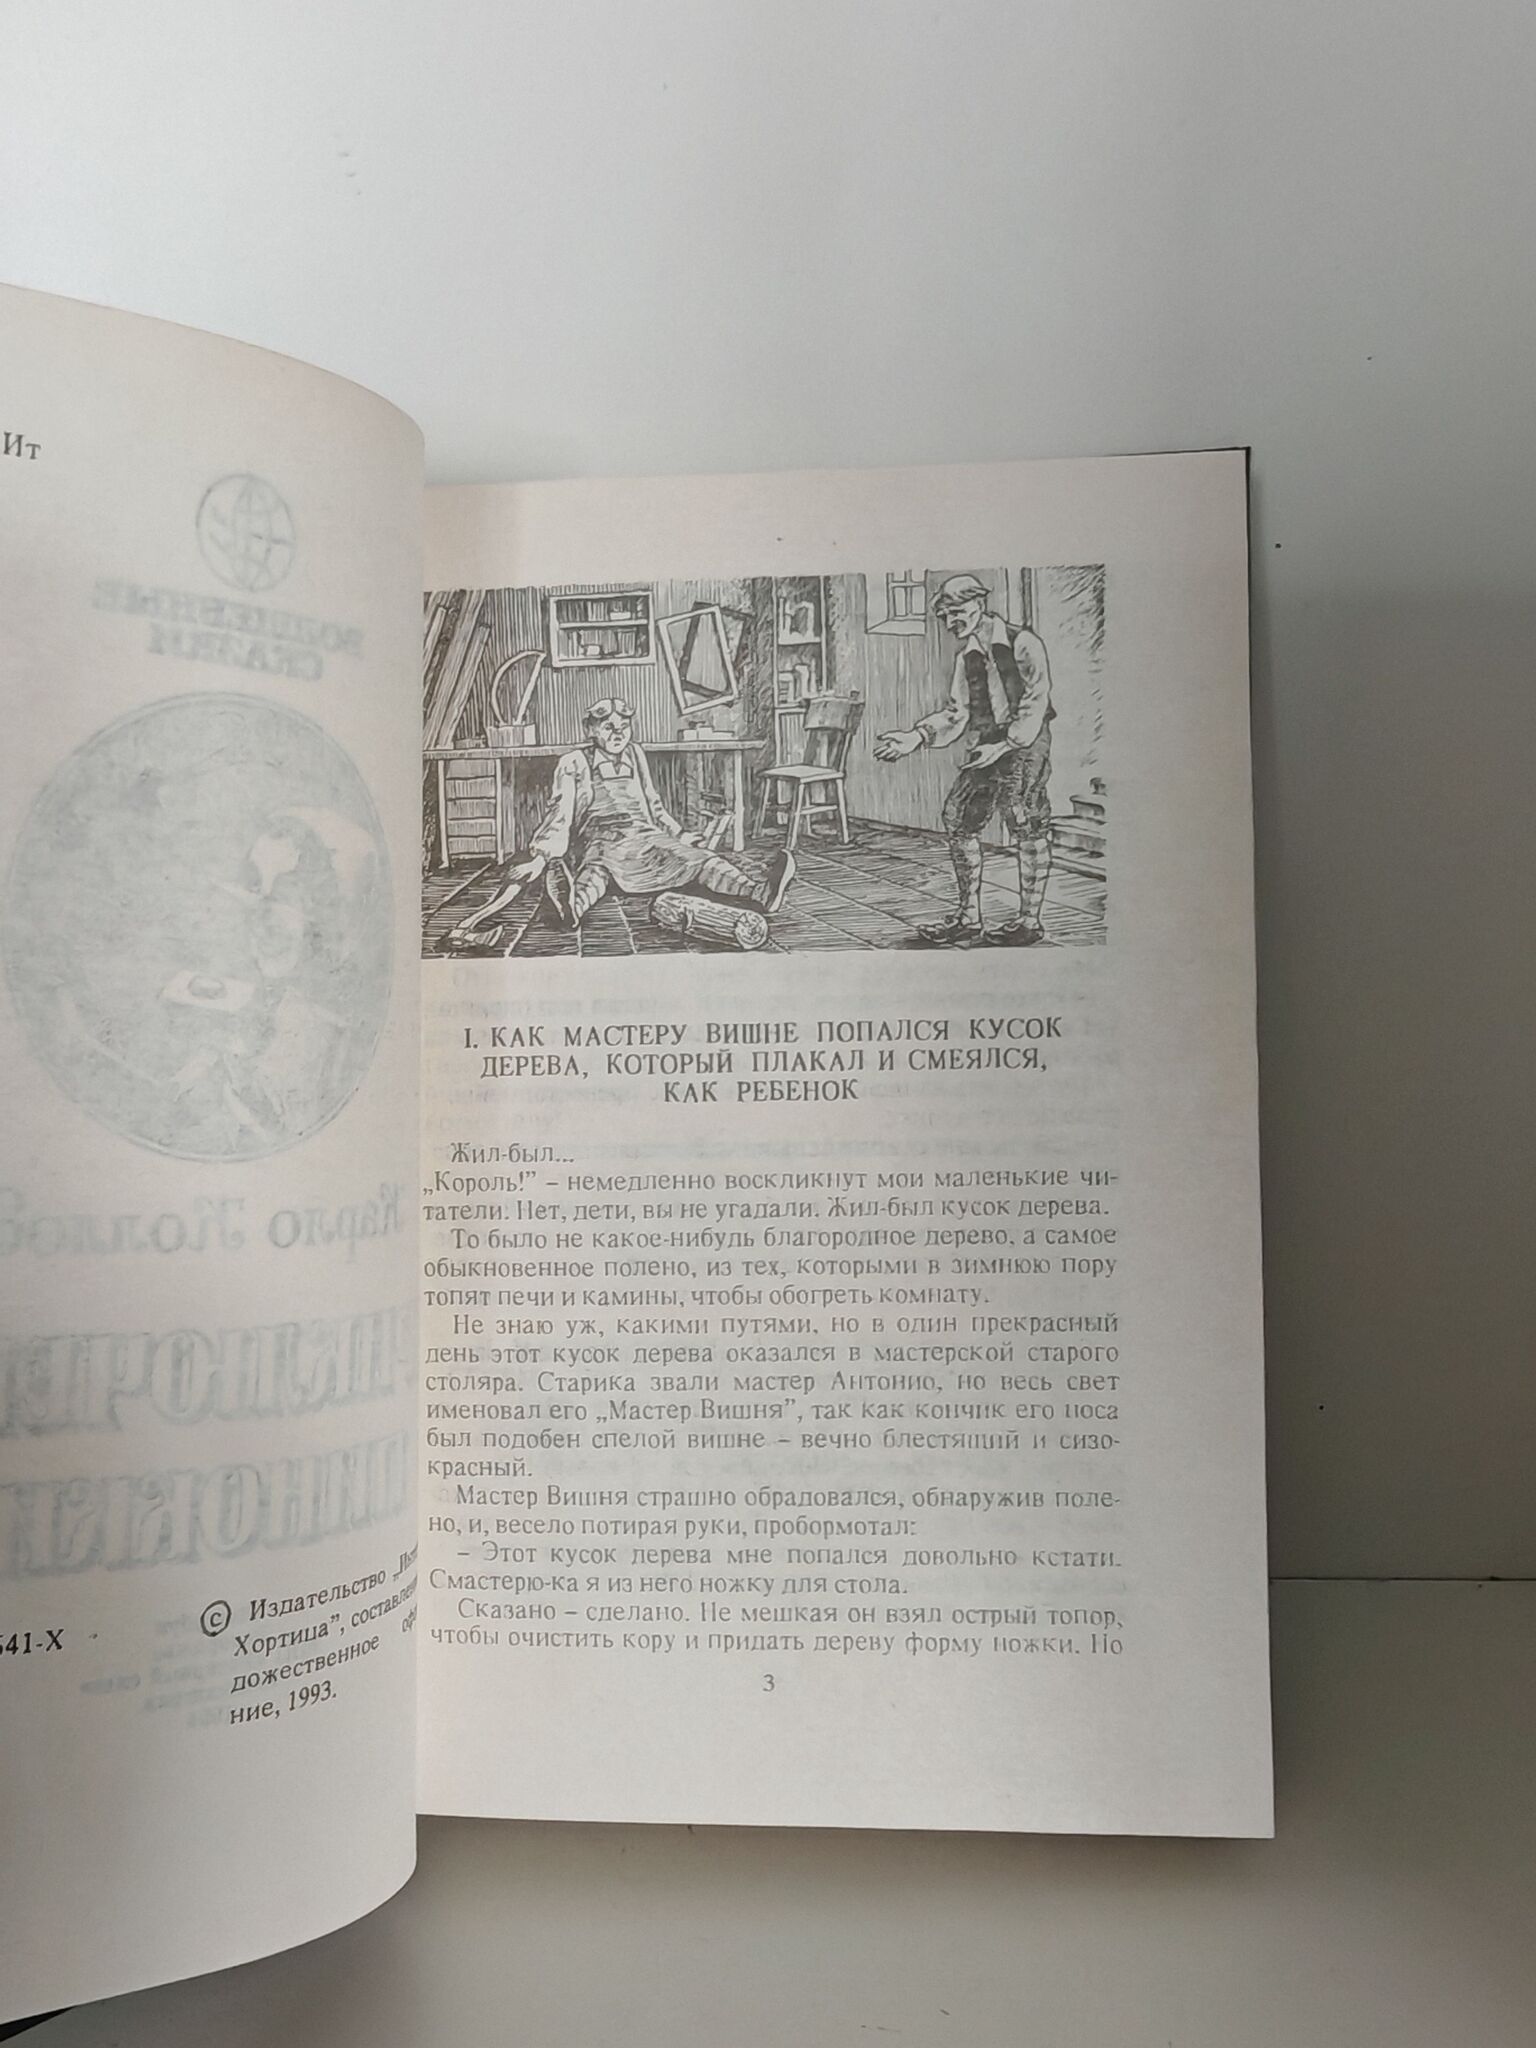 Ит
© Издательство
Хортица", составле
дожественное
ние, 1993.
541-X
I. КАК МАСТЕРУ ВИШНЕ ПОПАЛСЯ КУСОК
ДЕРЕВА, КОТОРЫЙ ПЛАКАЛ И СМЕЯЛСЯ,
КАК РЕБЕНОК
Жил-был...
„Король!" – немедленно воскликнут мои маленькие чи-
татели. Нет, дети, вы не угадали. Жил-был кусок дерева.
То было не какое-нибудь благородное дерево, а самое
обыкновенное полено, из тех, которыми в зимнюю пору
топят печи и камины, чтобы обогреть комнату.
Не знаю уж, какими путями, но в один прекрасный
день этот кусок дерева оказался в мастерской старого
столяра. Старика звали мастер Антонио, но весь свет
именовал его „Мастер Вишня", так как кончик его носа
был подобен спелой вишне – вечно блестящий и сизо-
красный.
Мастер Вишня страшно обрадовался, обнаружив поле-
но, и, весело потирая руки, пробормотал:
– Этот кусок дерева мне попался довольно кстати.
Смастерю-ка я из него ножку для стола.
Сказано – сделано. Не мешкая он взял острый топор,
чтобы очистить кору и придать дереву форму ножки. Но
3